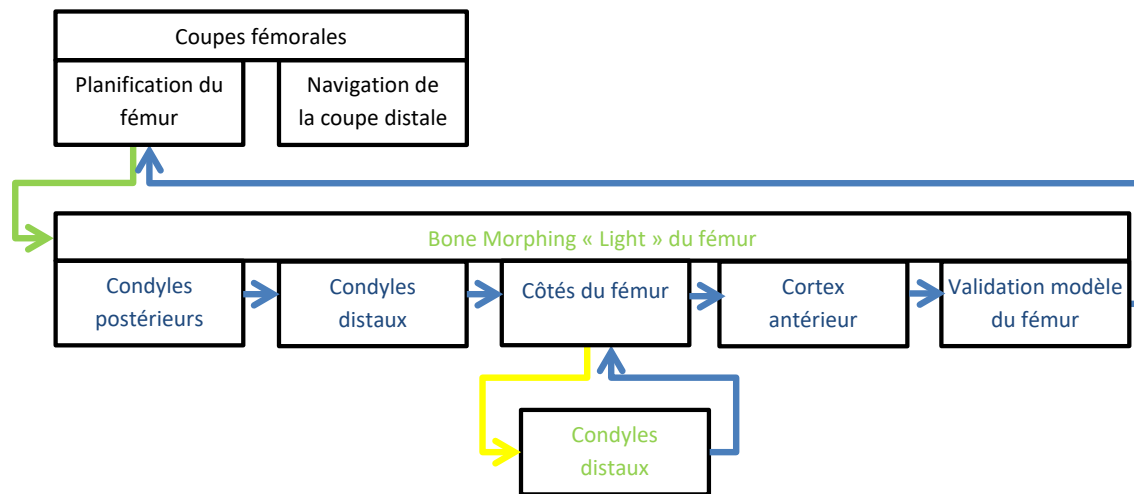 Coupes fémorales
Planification du
fémur
Navigation de
la coupe distale
Bone Morphing « Light » du fémur
Condyles
postérieurs
Condyles
distaux
Côtés du fémur
Cortex
antérieur
Validation modèle
du fémur
Condyles
distaux